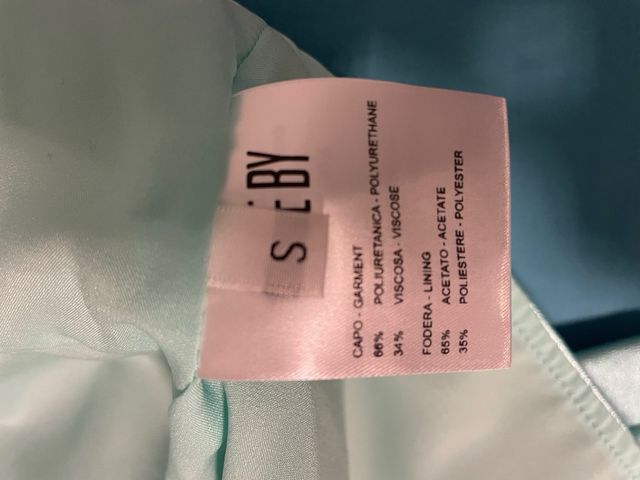 BY
S
CAPO - GARMENT
66% POLIURETANICA - POLYURETHANE
34% VISCOSA - VISCOSE
FODERA - LINING
65% ACETATO - ACETATE
35% POLIESTERE - POLYESTER